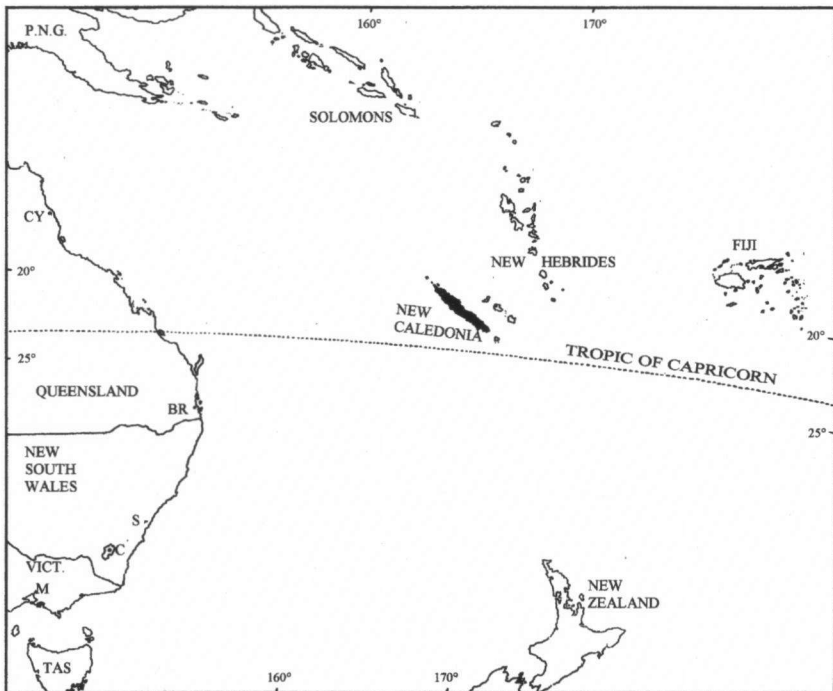 P.N.G.
160°
170°
SOLOMONS
CY
NEW HEBRIDES
FIJI
20°
NEW
CALEDONIA
20°
25°
TROPIC OF CAPRICORN
QUEENSLAND
BR
25°
NEW
SOUTH
WALES
S
C
VICT.
M
NEW
ZEALAND
TAS
160°
170°